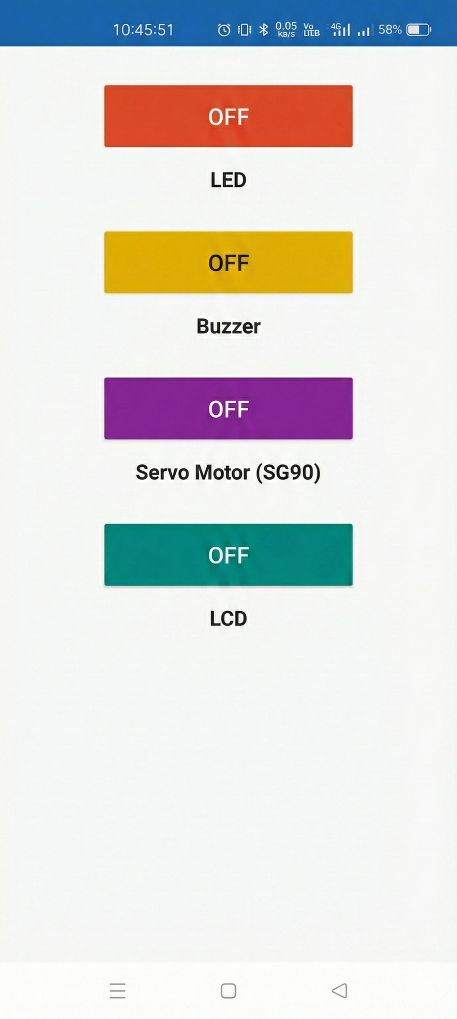 10:45:51 0.05 KB/S Vo LTEB 4G 58%
OFF
LED
OFF
Buzzer
OFF
Servo Motor (SG90)
OFF
LCD